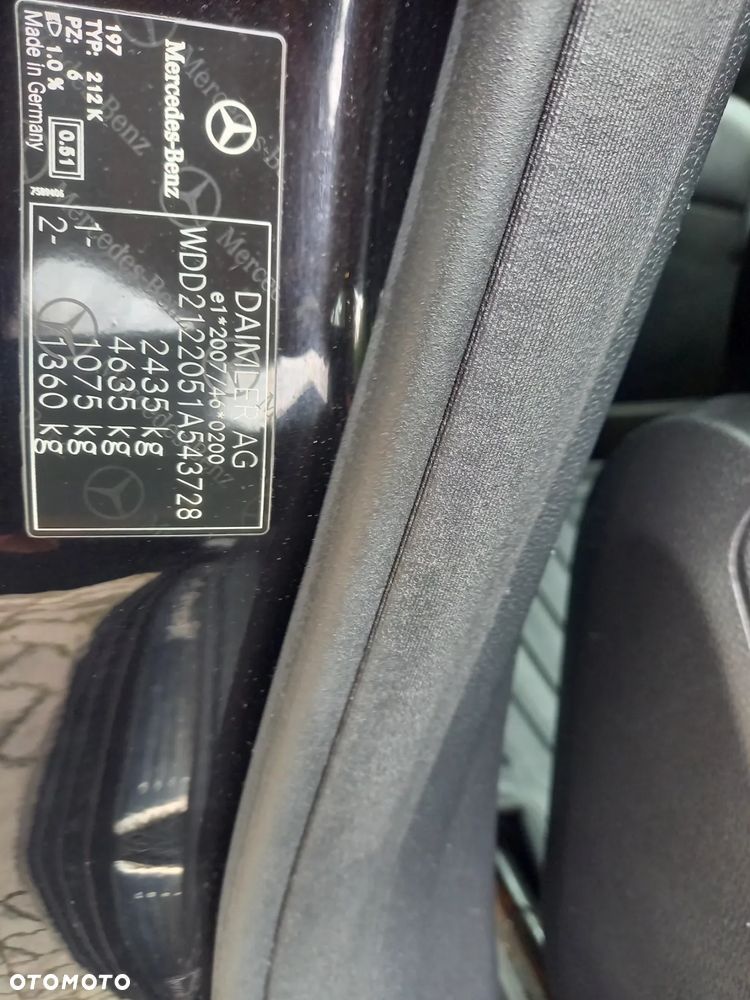 Mercedes-Benz
DAIMLER AG
e1*2007/46*0200
WDD2122051A543728
2435 kg
4635 kg
1- 1075 kg
2- 1360 kg
197
TYP: 212 K
PZ: 6
1.0 %
0.51
Made in Germany
7589406
OTOMOTO